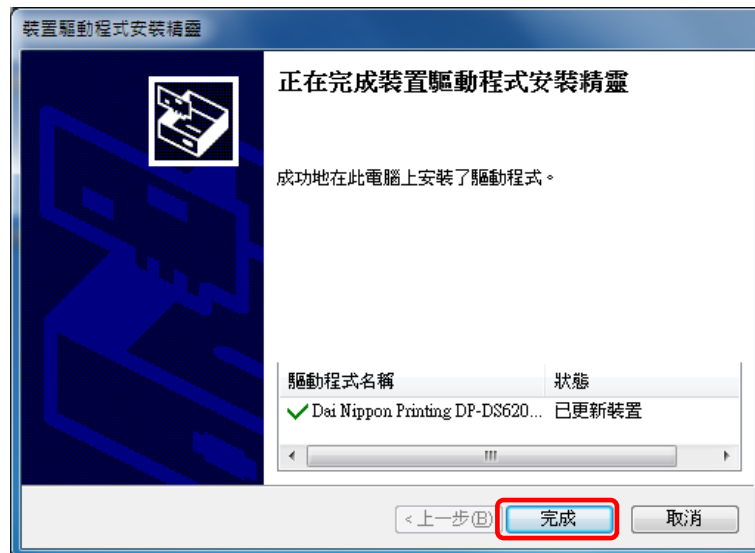 裝置驅動程式安裝精靈
正在完成裝置驅動程式安裝精靈
成功地在此電腦上安裝了驅動程式。
驅動程式名稱 狀態
Dai Nippon Printing DP-DS620... 已更新裝置
<上一步(B) 完成 取消